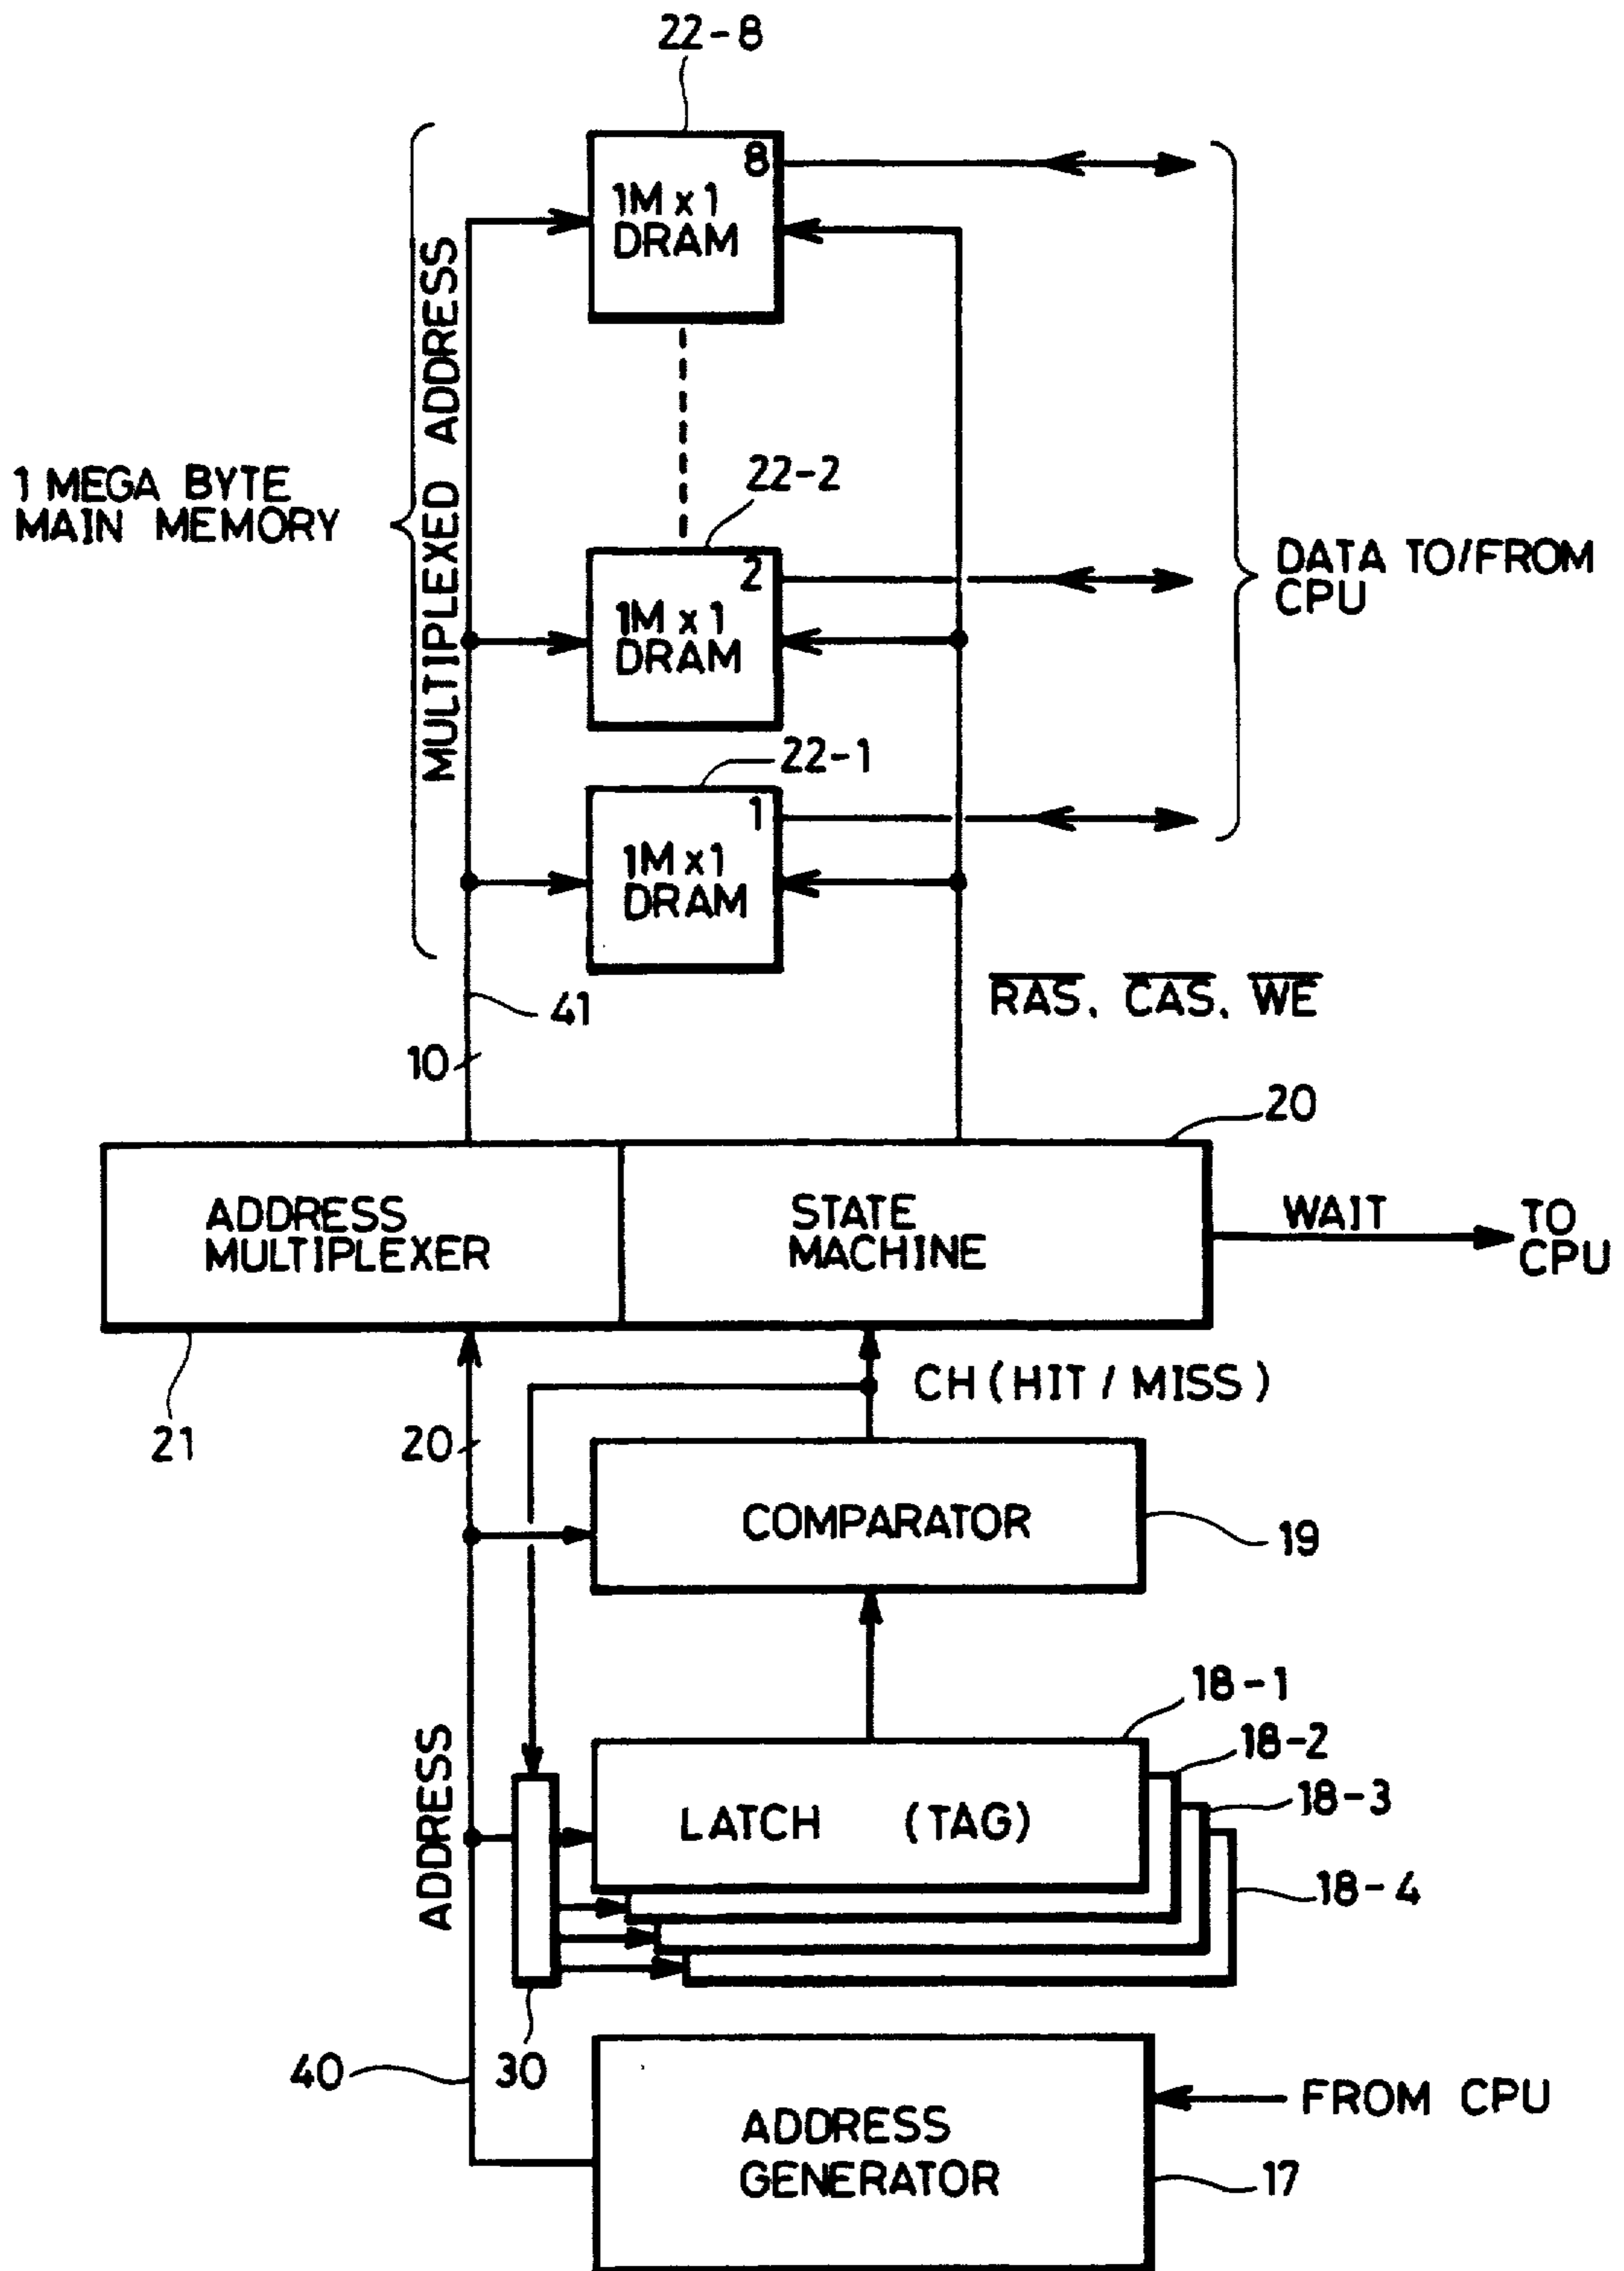 22-8
8
1M x 1
DRAM
MULTIPLEXED ADDRESS
1 MEGA BYTE
MAIN MEMORY
22-2
2
1M x 1
DRAM
DATA TO/FROM
CPU
22-1
1
1M x 1
DRAM
41
RAS, CAS, WE
10
20
ADDRESS
MULTIPLEXER
STATE
MACHINE
WAIT
TO
CPU
21
20
CH (HIT / MISS)
COMPARATOR
19
ADDRESS
18-1
18-2
18-3
18-4
LATCH (TAG)
30
40
ADDRESS
GENERATOR
FROM CPU
17